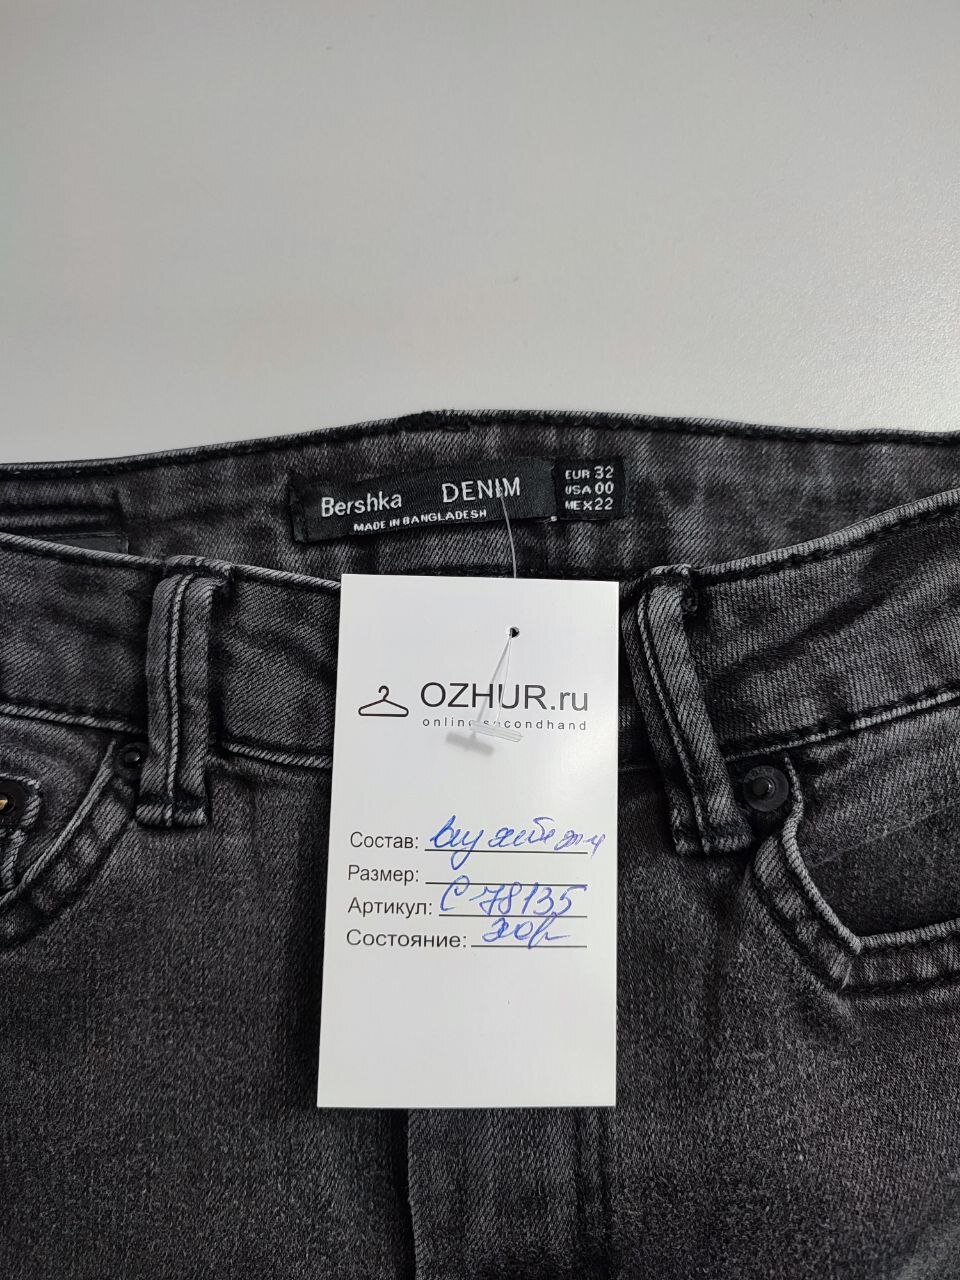 Bershka DENIM
MADE IN BANGLADESH
EUR 32
USA 00
MEX 22
OZHUR.ru
online secondhand
Состав:
Размер:
Артикул: С 78135
Состояние: хор